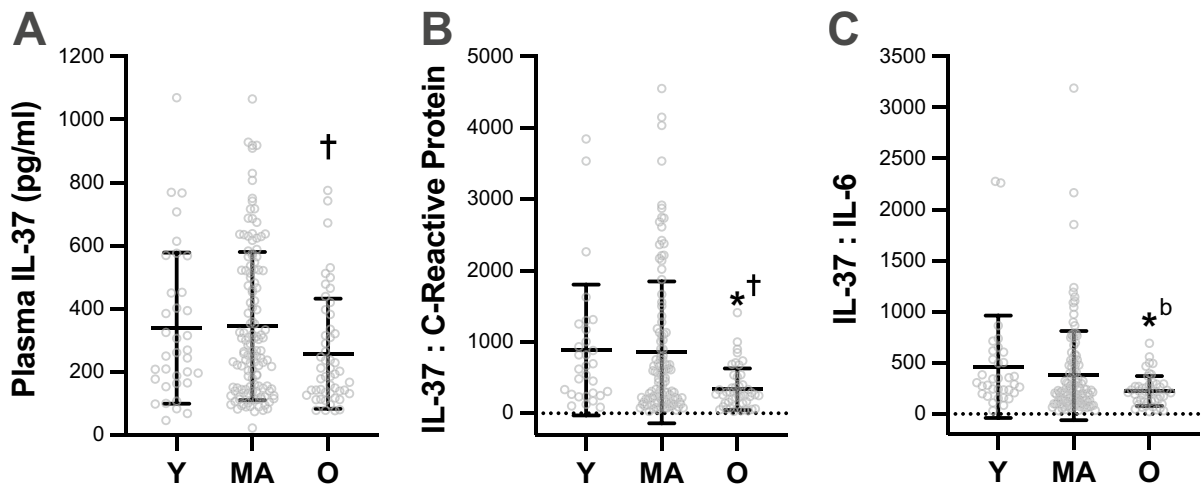 A
Plasma IL-37 (pg/ml)
1200
1000
800
600
400
200
0
†
Y MA O
B
IL-37 : C-Reactive Protein
5000
4000
3000
2000
1000
0
*†
Y MA O
C
IL-37 : IL-6
3500
3000
2500
2000
1500
1000
500
0
*b
Y MA O